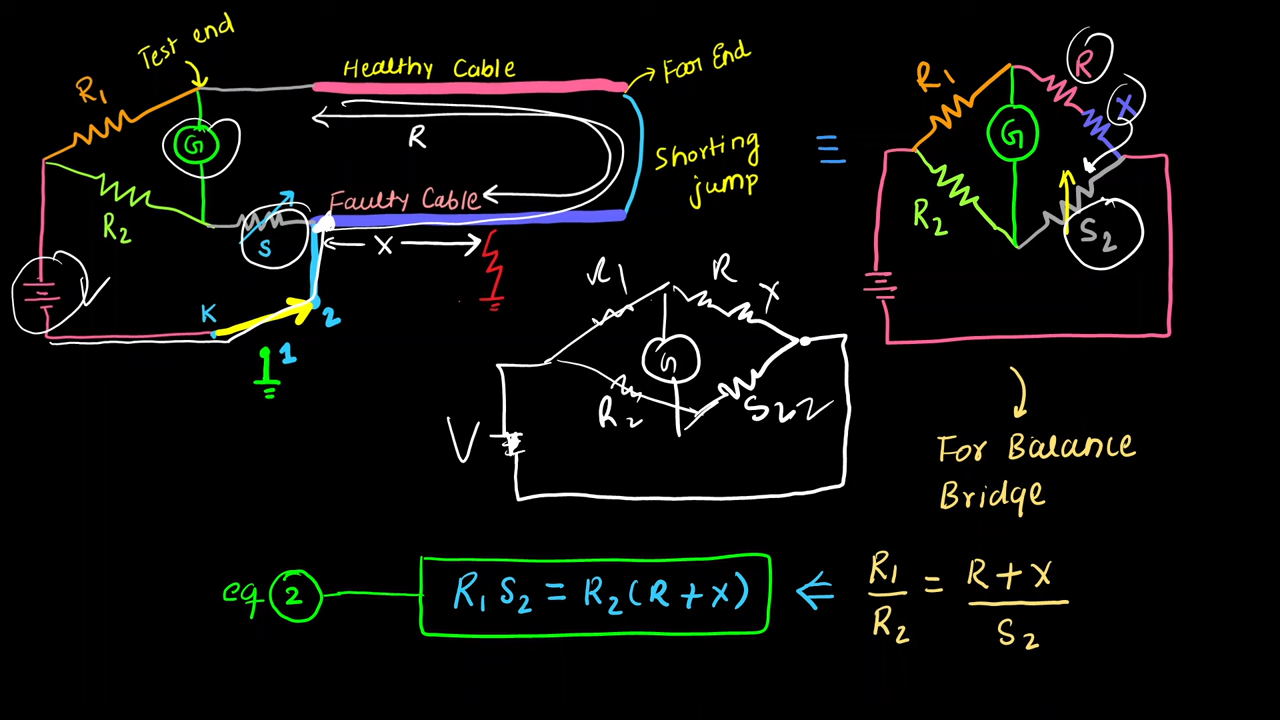 Test end
Healthy Cable
Foor End
R1
G
R
R2
S
Faulty Cable
Shorting
jump
X
V
K
2
1
≡
R1
R
X
G
R2
S2
R1
R
X
G
R2
S2
V
For Balance
Bridge
eq 2
R1 S2 = R2 (R + X)
⇐
R1/R2 = R + X/S2